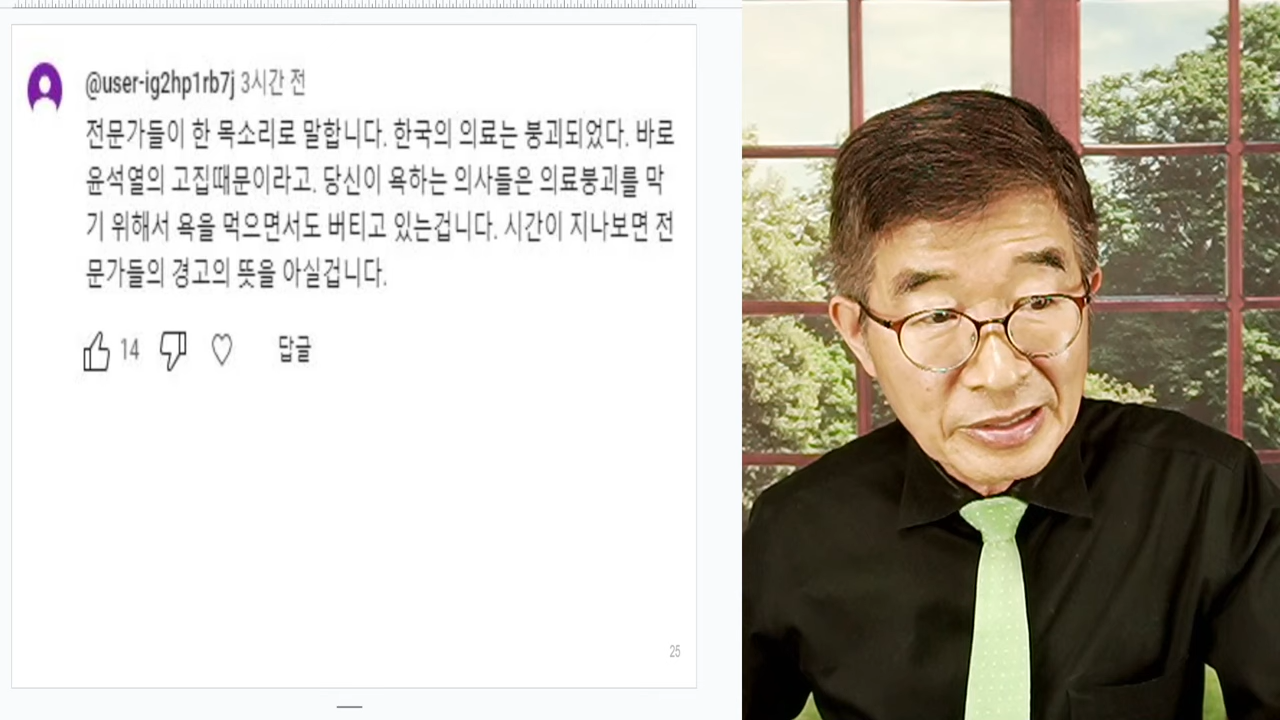 @user-ig2hp1rb7j 3시간 전
전문가들이 한 목소리로 말합니다. 한국의 의료는 붕괴되었다. 바로
윤석열의 고집때문이라고. 당신이 욕하는 의사들은 의료붕괴를 막
기 위해서 욕을 먹으면서도 버티고 있는겁니다. 시간이 지나보면 전
문가들의 경고의 뜻을 아실겁니다.
14 답글
25